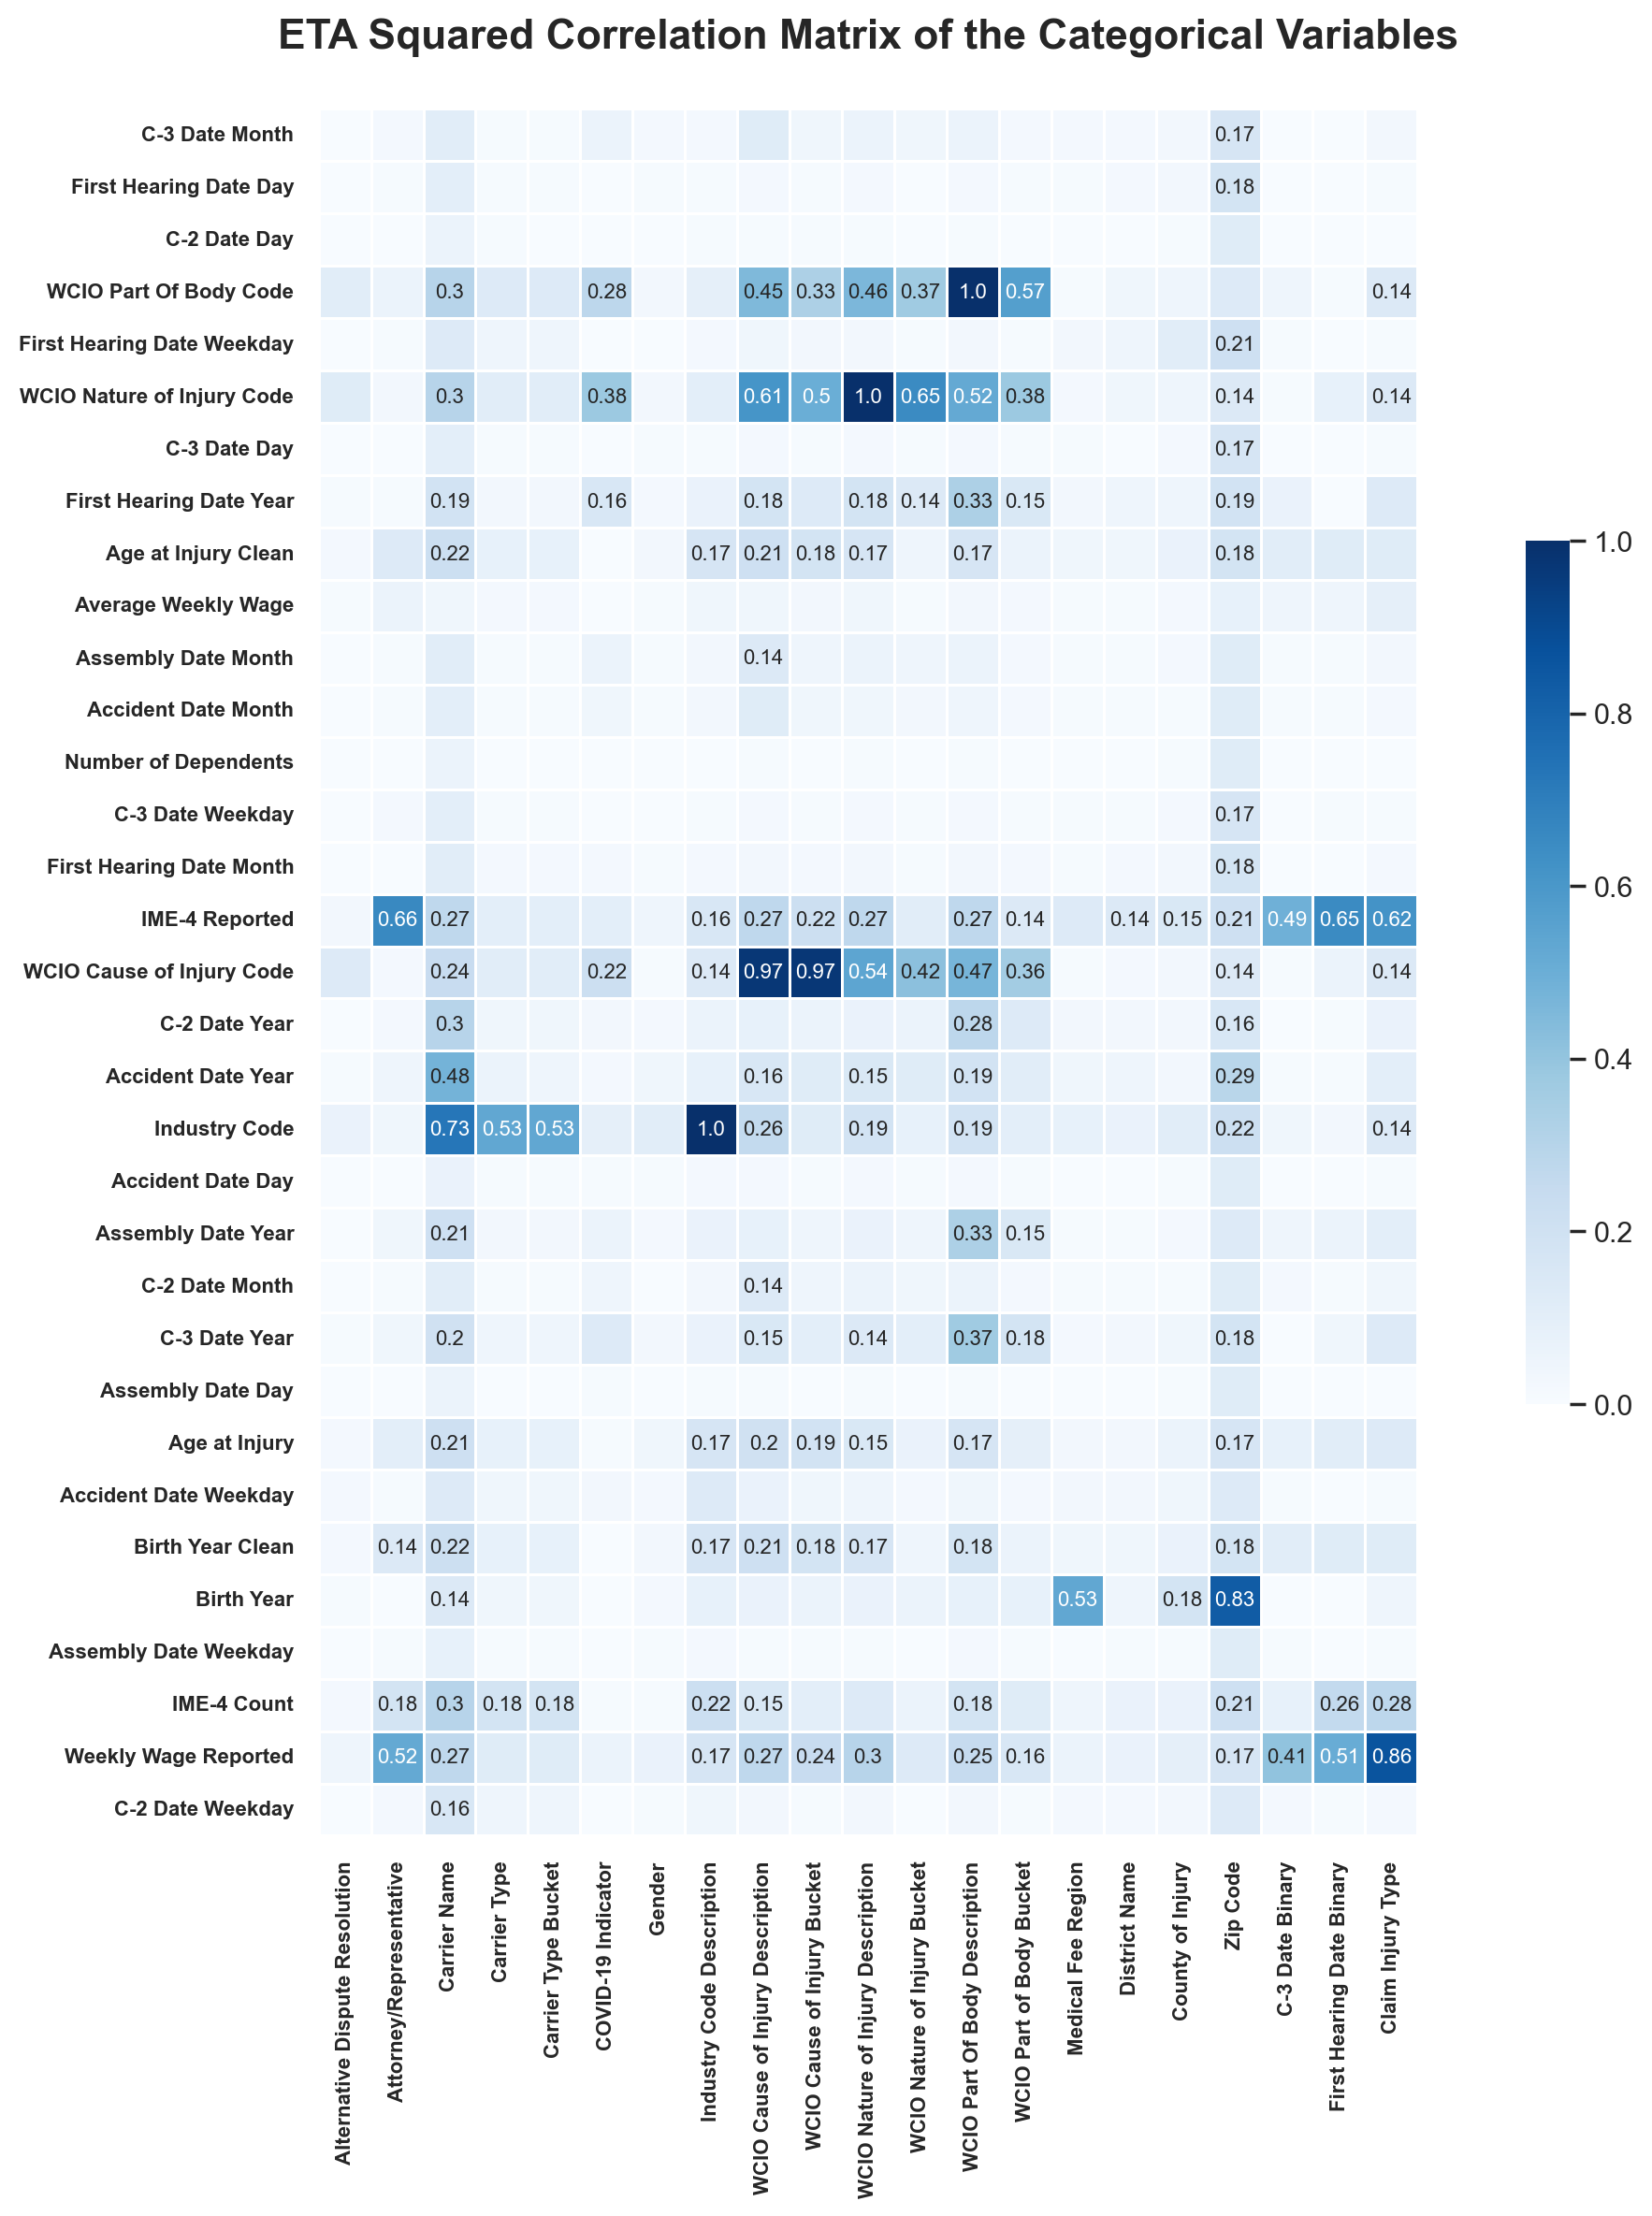 ETA Squared Correlation Matrix of the Categorical Variables
C-3 Date Month 0.17
First Hearing Date Day 0.18
C-2 Date Day
WCIO Part Of Body Code 0.3 0.28 0.45 0.33 0.46 0.37 1.0 0.57 0.14
First Hearing Date Weekday 0.21
WCIO Nature of Injury Code 0.3 0.38 0.61 0.5 1.0 0.65 0.52 0.38 0.14 0.14
C-3 Date Day 0.17
First Hearing Date Year 0.19 0.16 0.18 0.18 0.14 0.33 0.15 0.19
Age at Injury Clean 0.22 0.17 0.21 0.18 0.17 0.17 0.18
Average Weekly Wage
Assembly Date Month 0.14
Accident Date Month
Number of Dependents
C-3 Date Weekday 0.17
First Hearing Date Month 0.18
IME-4 Reported 0.66 0.27 0.16 0.27 0.22 0.27 0.27 0.14 0.14 0.15 0.21 0.49 0.65 0.62
WCIO Cause of Injury Code 0.24 0.22 0.14 0.97 0.97 0.54 0.42 0.47 0.36 0.14 0.14
C-2 Date Year 0.3 0.28 0.16
Accident Date Year 0.48 0.16 0.15 0.19 0.29
Industry Code 0.73 0.53 0.53 1.0 0.26 0.19 0.19 0.22 0.14
Accident Date Day
Assembly Date Year 0.21 0.33 0.15
C-2 Date Month 0.14
C-3 Date Year 0.2 0.15 0.14 0.37 0.18 0.18
Assembly Date Day
Age at Injury 0.21 0.17 0.2 0.19 0.15 0.17 0.17
Accident Date Weekday
Birth Year Clean 0.14 0.22 0.17 0.21 0.18 0.17 0.18 0.18
Birth Year 0.14 0.53 0.18 0.83
Assembly Date Weekday
IME-4 Count 0.18 0.3 0.18 0.18 0.22 0.15 0.18 0.21 0.26 0.28
Weekly Wage Reported 0.52 0.27 0.17 0.27 0.24 0.3 0.25 0.16 0.17 0.41 0.51 0.86
C-2 Date Weekday 0.16
Alternative Dispute Resolution
Attorney/Representative
Carrier Name
Carrier Type
Carrier Type Bucket
COVID-19 Indicator
Gender
Industry Code Description
WCIO Cause of Injury Description
WCIO Cause of Injury Bucket
WCIO Nature of Injury Description
WCIO Nature of Injury Bucket
WCIO Part Of Body Description
WCIO Part of Body Bucket
Medical Fee Region
District Name
County of Injury
Zip Code
C-3 Date Binary
First Hearing Date Binary
Claim Injury Type
1.0
0.8
0.6
0.4
0.2
0.0